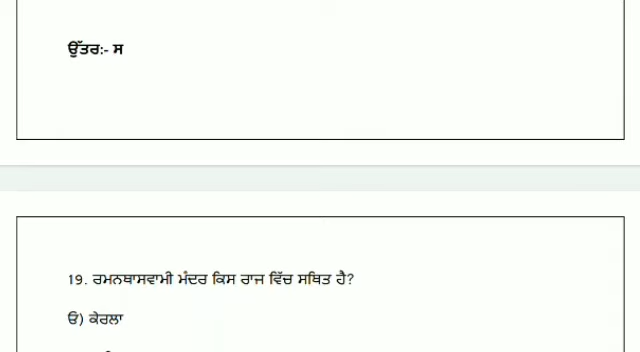 ਉੱਤਰ:- ਸ
19. ਰਮਨਥਾਸਵਾਮੀ ਮੰਦਰ ਕਿਸ ਰਾਜ ਵਿੱਚ ਸਥਿਤ ਹੈ?
ੳ) ਕੇਰਲਾ